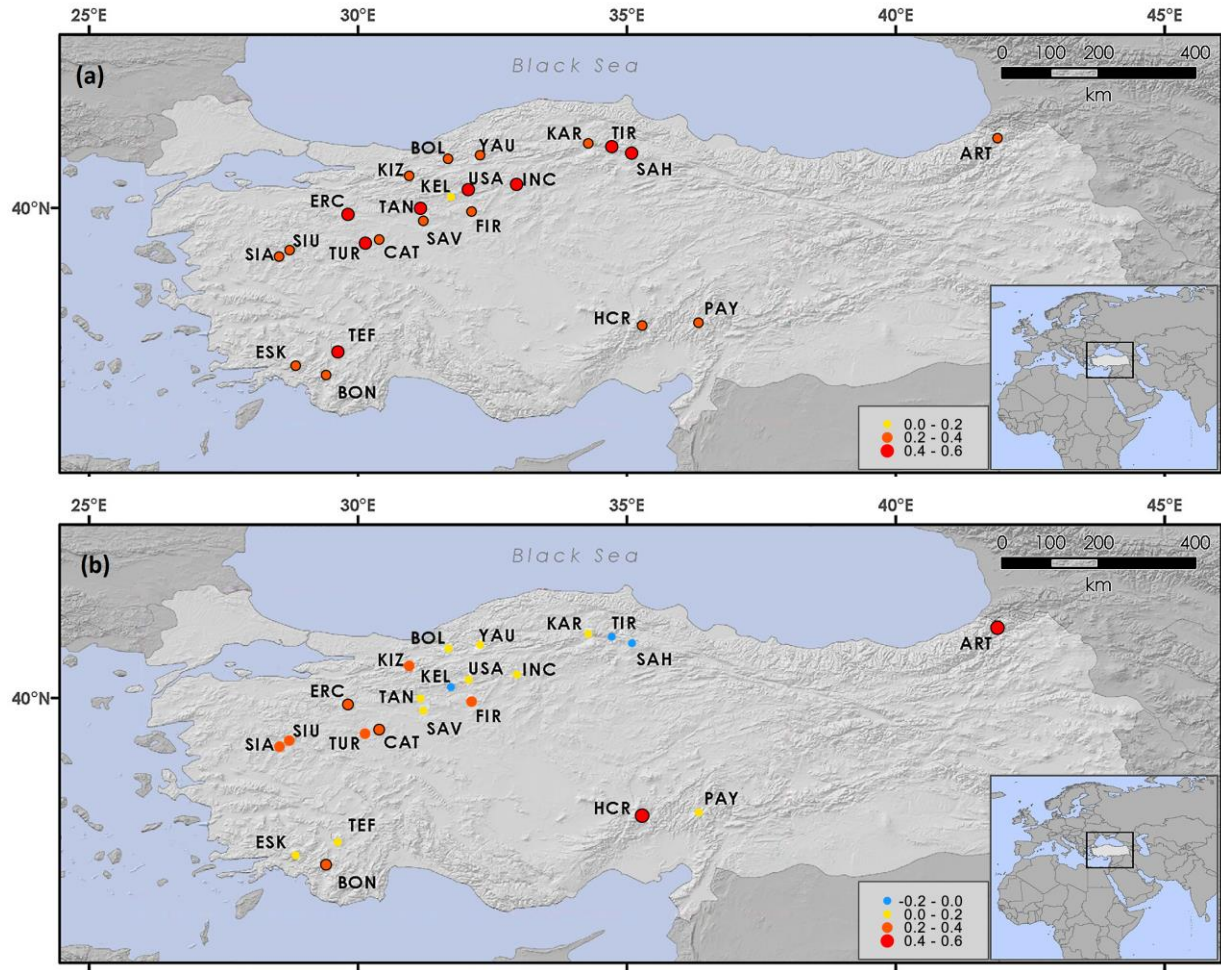 25°E 30°E 35°E 40°E 45°E
(a)
Black Sea
0 100 200 400
km
KAR TIR
BOL YAU
ART
SAH
KIZ
KEL USA INC
ERC TAN
40°N
FIR
SIU SAV
SIA TUR CAT
PAY
HCR
TEF
ESK
BON
0.0 - 0.2
0.2 - 0.4
0.4 - 0.6
25°E 30°E 35°E 40°E 45°E
(b)
Black Sea
0 100 200 400
km
KAR TIR
BOL YAU
ART
SAH
KIZ
KEL USA INC
ERC TAN
40°N
FIR
SIU SAV
SIA TUR CAT
PAY
HCR
TEF
ESK
BON
-0.2 - 0.0
0.0 - 0.2
0.2 - 0.4
0.4 - 0.6